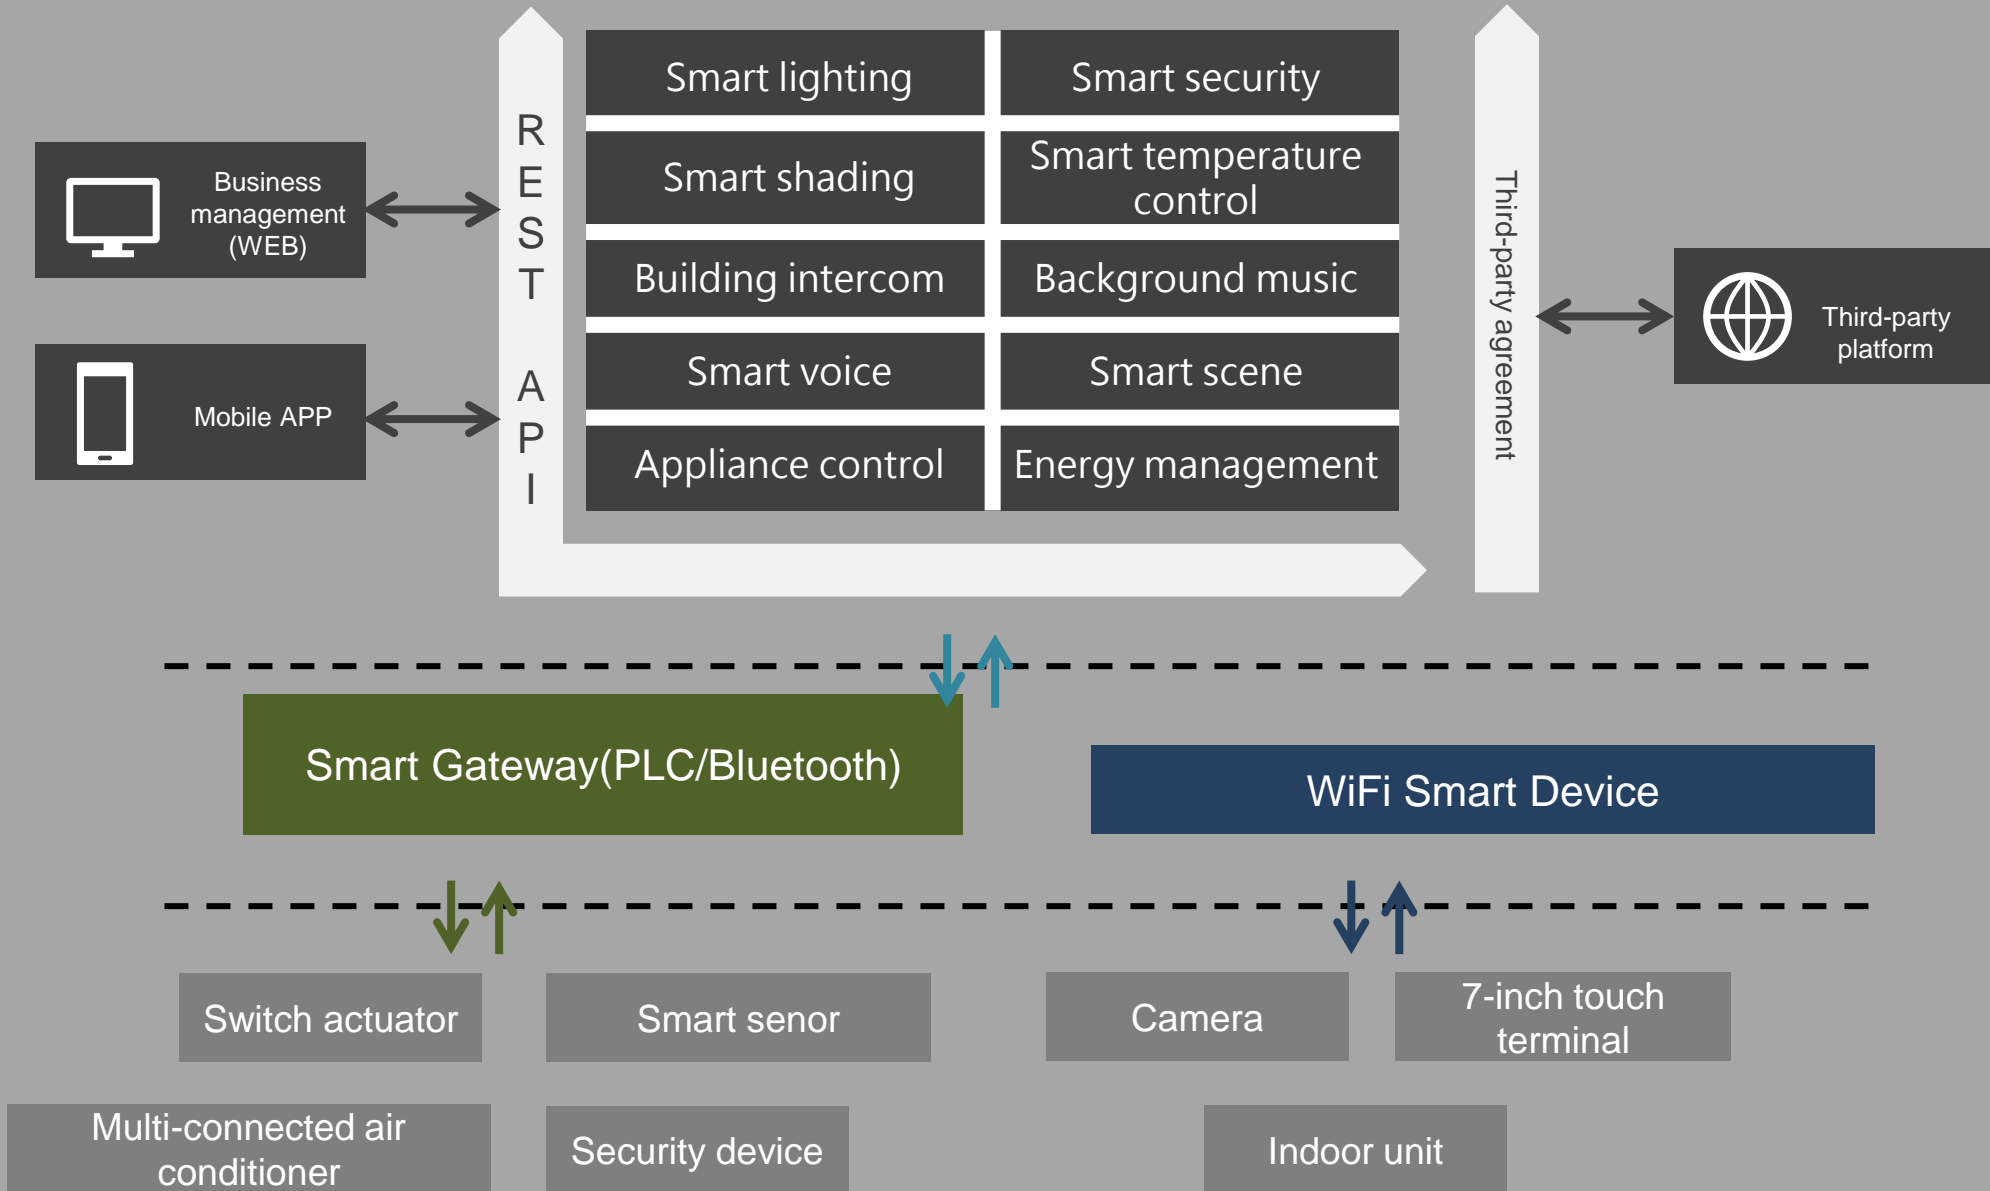 Smart lighting
Smart security
Smart shading
Smart temperature
control
Building intercom
Background music
Smart voice
Smart scene
Appliance control
Energy management
REST API
Business
management
(WEB)
Mobile APP
Third-party agreement
Third-party
platform
Smart Gateway(PLC/Bluetooth)
WiFi Smart Device
Switch actuator
Smart senor
Camera
7-inch touch
terminal
Multi-connected air
conditioner
Security device
Indoor unit